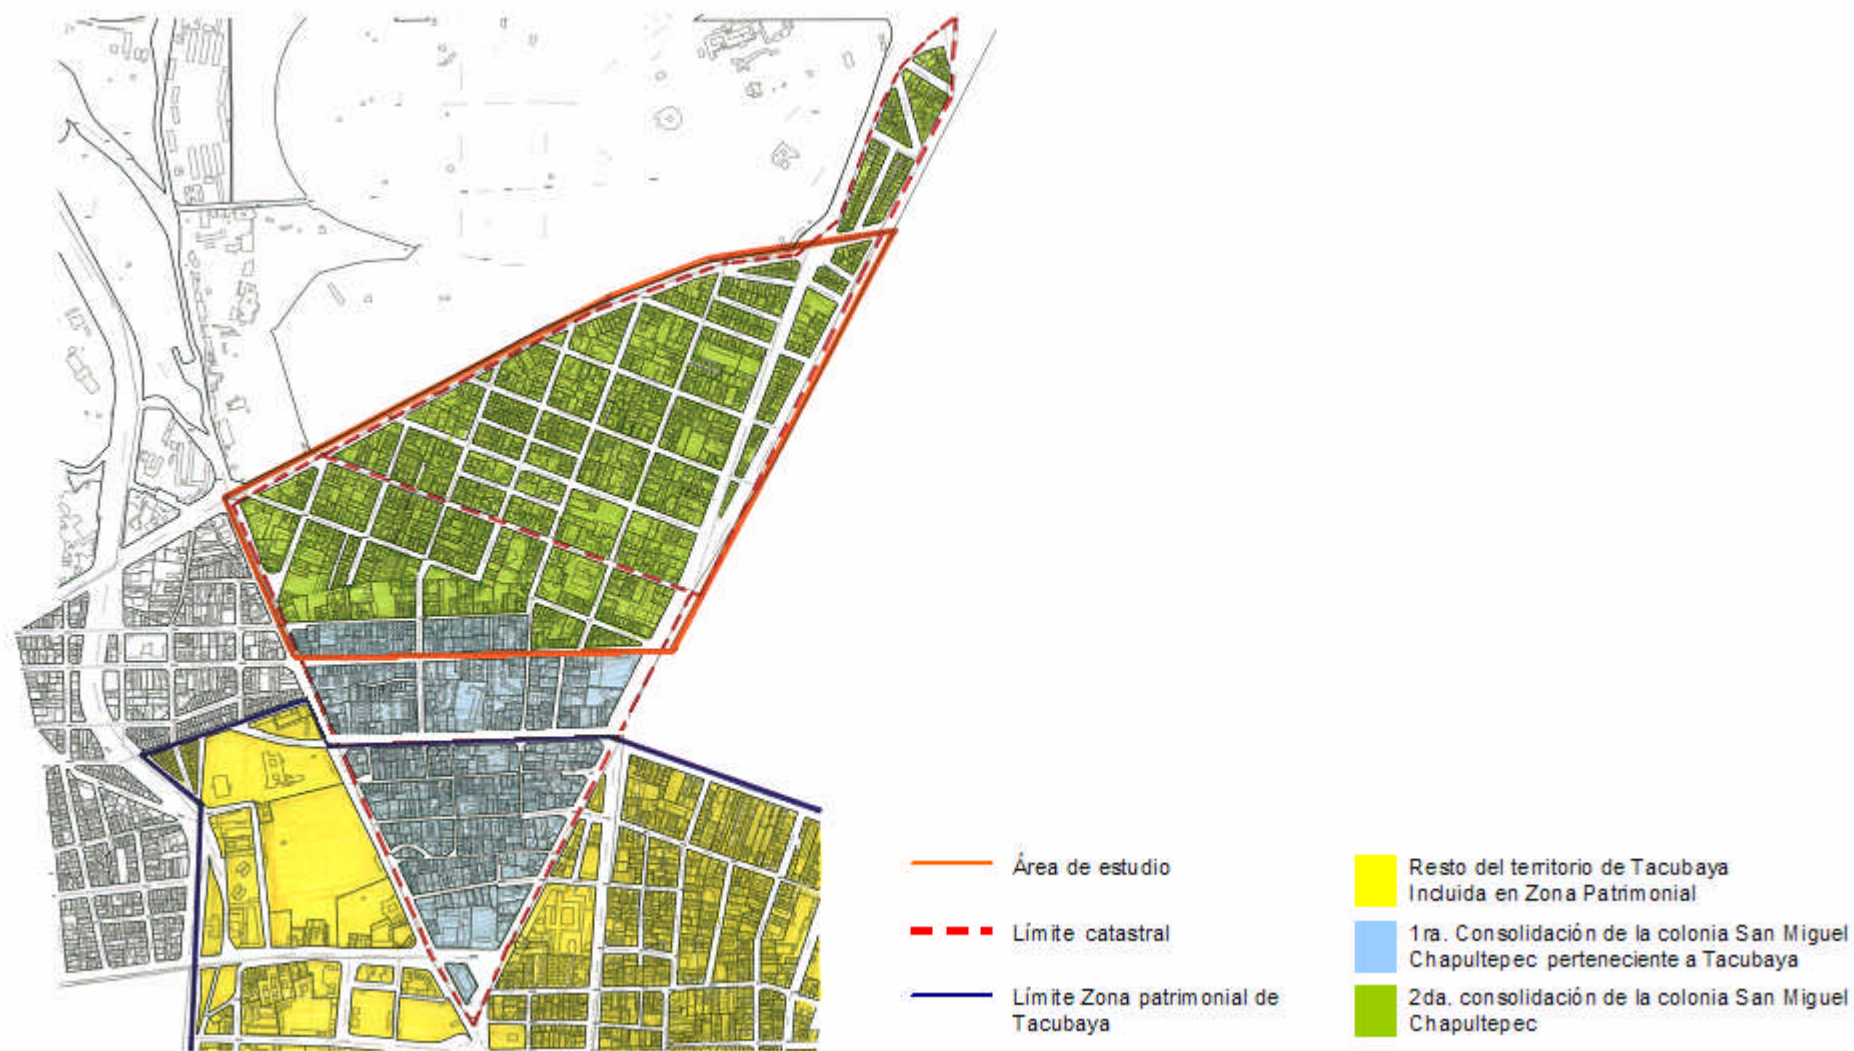 Área de estudio
Límite catastral
Límite Zona patrimonial de
Tacubaya
Resto del territorio de Tacubaya
Incluida en Zona Patrimonial
1ra. Consolidación de la colonia San Miguel
Chapultepec perteneciente a Tacubaya
2da. consolidación de la colonia San Miguel
Chapultepec